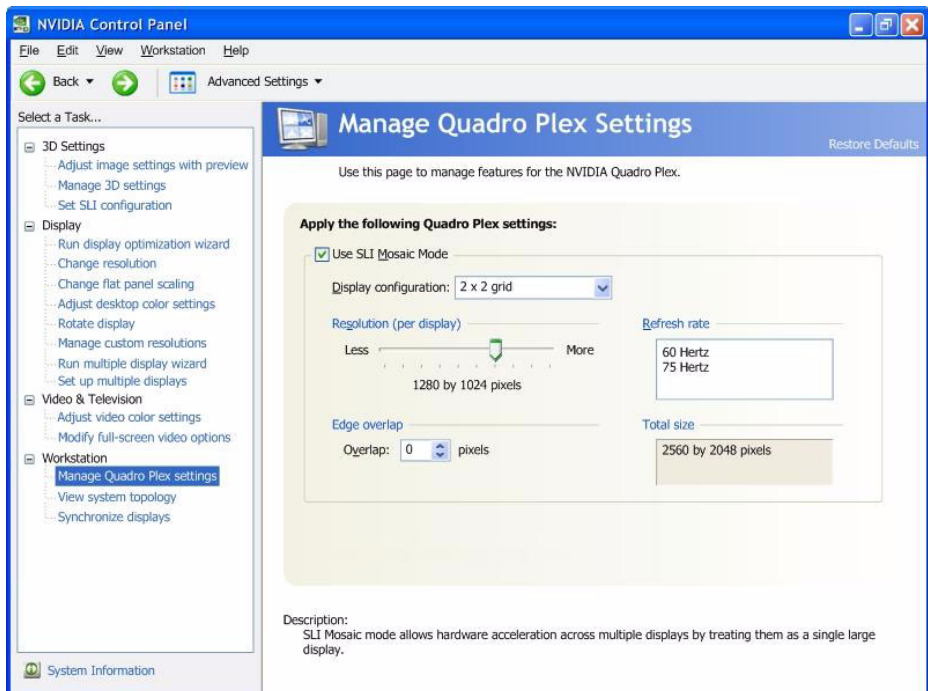 NVIDIA Control Panel
File Edit View Workstation Help
Back Advanced Settings
Select a Task...
3D Settings
Adjust image settings with preview
Manage 3D settings
Set SLI configuration
Display
Run display optimization wizard
Change resolution
Change flat panel scaling
Adjust desktop color settings
Rotate display
Manage custom resolutions
Run multiple display wizard
Set up multiple displays
Video & Television
Adjust video color settings
Modify full-screen video options
Workstation
Manage Quadro Plex settings
View system topology
Synchronize displays
System Information
Manage Quadro Plex Settings
Restore Defaults
Use this page to manage features for the NVIDIA Quadro Plex.
Apply the following Quadro Plex settings:
Use SLI Mosaic Mode
Display configuration: 2 x 2 grid
Resolution (per display)
Less More
1280 by 1024 pixels
Refresh rate
60 Hertz
75 Hertz
Edge overlap
Overlap: 0 pixels
Total size
2560 by 2048 pixels
Description:
SLI Mosaic mode allows hardware acceleration across multiple displays by treating them as a single large
display.